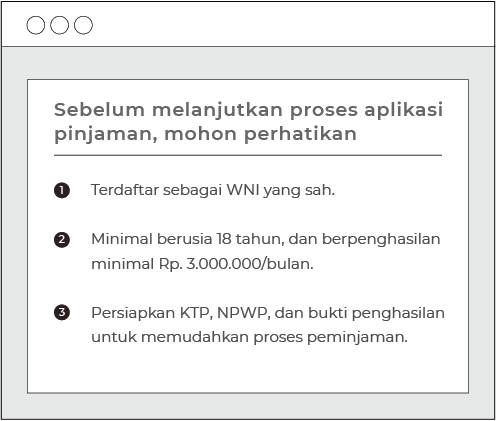 Sebelum melanjutkan proses aplikasi
pinjaman, mohon perhatikan
1 Terdaftar sebagai WNI yang sah.
2 Minimal berusia 18 tahun, dan berpenghasilan
minimal Rp. 3.000.000/bulan.
3 Persiapkan KTP, NPWP, dan bukti penghasilan
untuk memudahkan proses peminjaman.